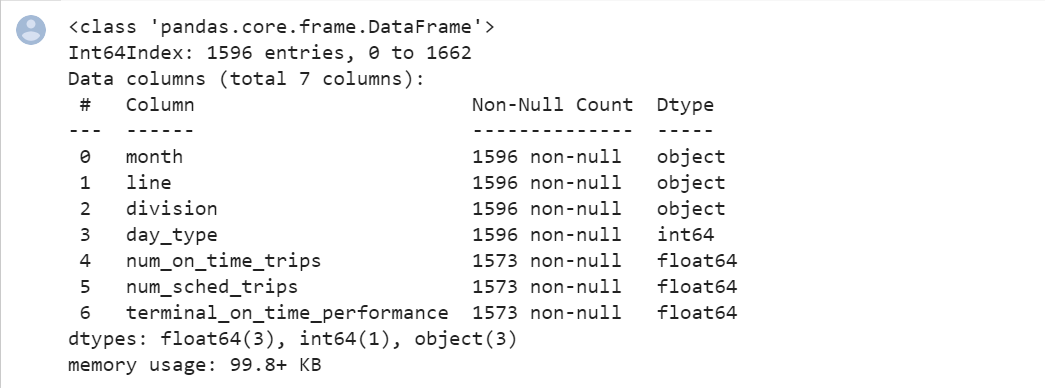 <class 'pandas.core.frame.DataFrame'>
Int64Index: 1596 entries, 0 to 1662
Data columns (total 7 columns):
 #   Column                       Non-Null Count  Dtype
---  ------                       --------------  -----
 0   month                        1596 non-null   object
 1   line                         1596 non-null   object
 2   division                     1596 non-null   object
 3   day_type                     1596 non-null   int64
 4   num_on_time_trips            1573 non-null   float64
 5   num_sched_trips              1573 non-null   float64
 6   terminal_on_time_performance 1573 non-null   float64
dtypes: float64(3), int64(1), object(3)
memory usage: 99.8+ KB